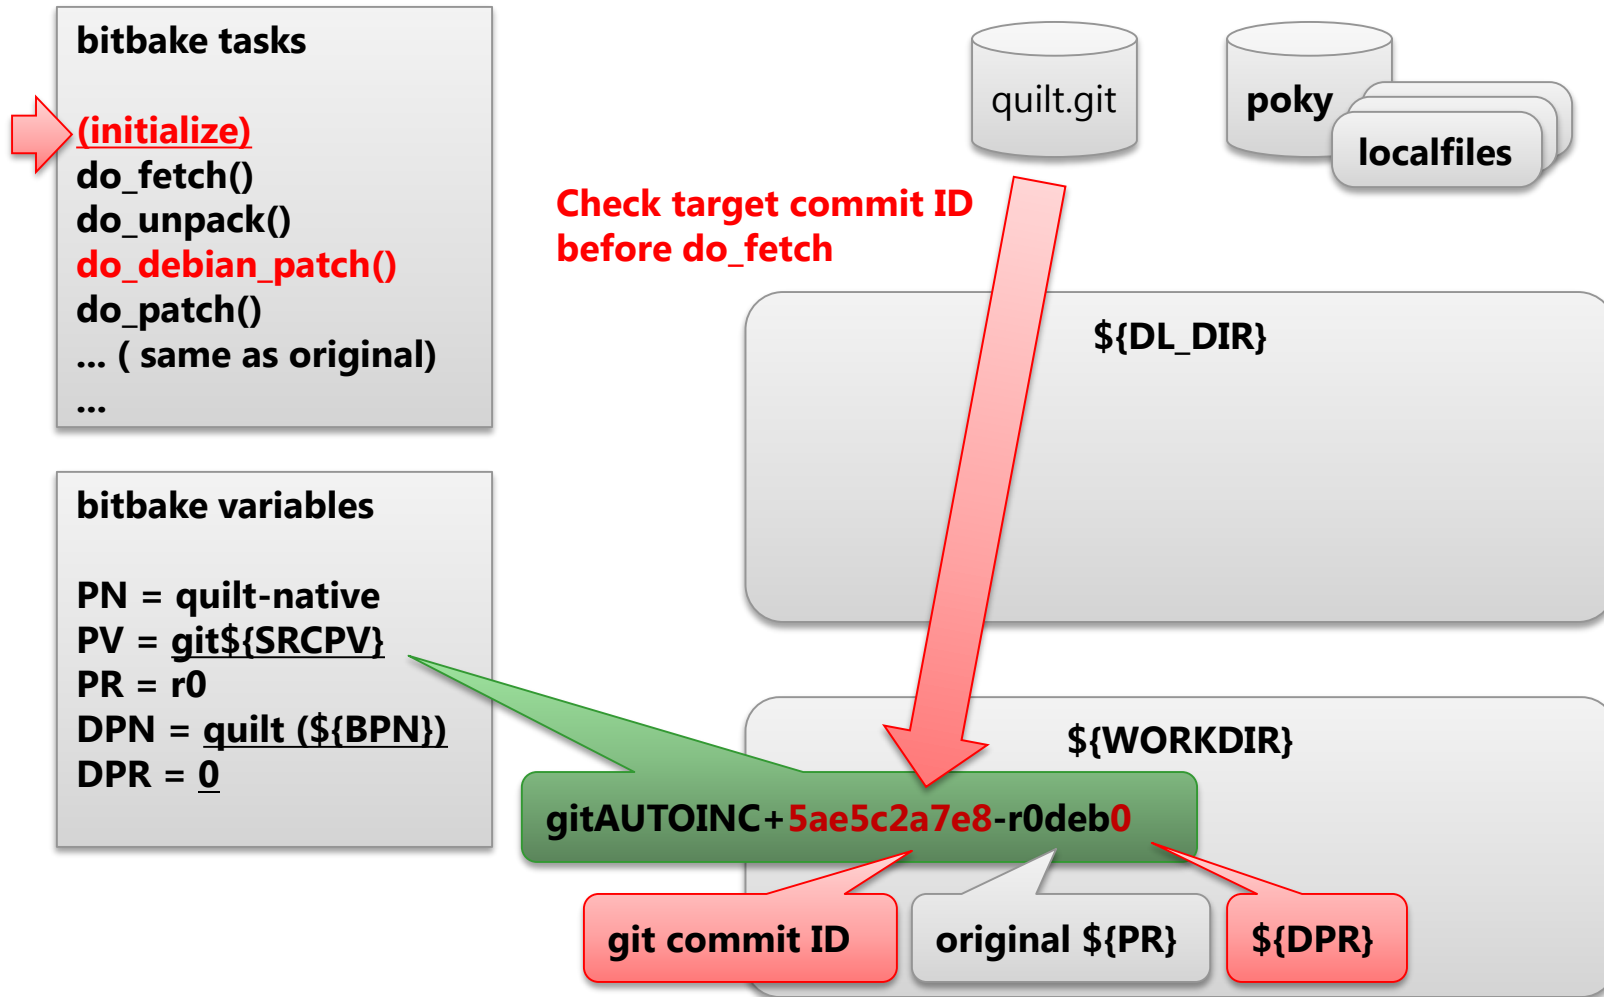 bitbake tasks
(initialize)
do_fetch()
do_unpack()
do_debian_patch()
do_patch()
... ( same as original)
...
bitbake variables
PN = quilt-native
PV = git${SRCPV}
PR = r0
DPN = quilt (${BPN})
DPR = 0
quilt.git
poky
localfiles
Check target commit ID
before do_fetch
${DL_DIR}
${WORKDIR}
gitAUTOINC+5ae5c2a7e8-r0deb0
git commit ID
original ${PR}
${DPR}